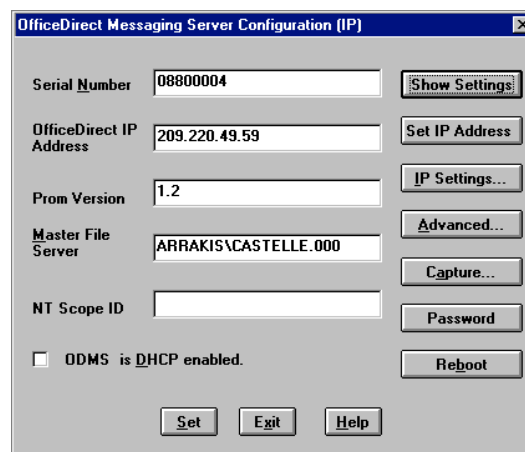 OfficeDirect Messaging Server Configuration (IP)
Serial Number 08800004 Show Settings
OfficeDirect IP
Address 209.220.49.59 Set IP Address
Prom Version 1.2 IP Settings...
Master File
Server ARRAKIS\CASTELLE.000 Advanced...
Capture...
NT Scope ID Password
ODMS is DHCP enabled. Reboot
Set Exit Help